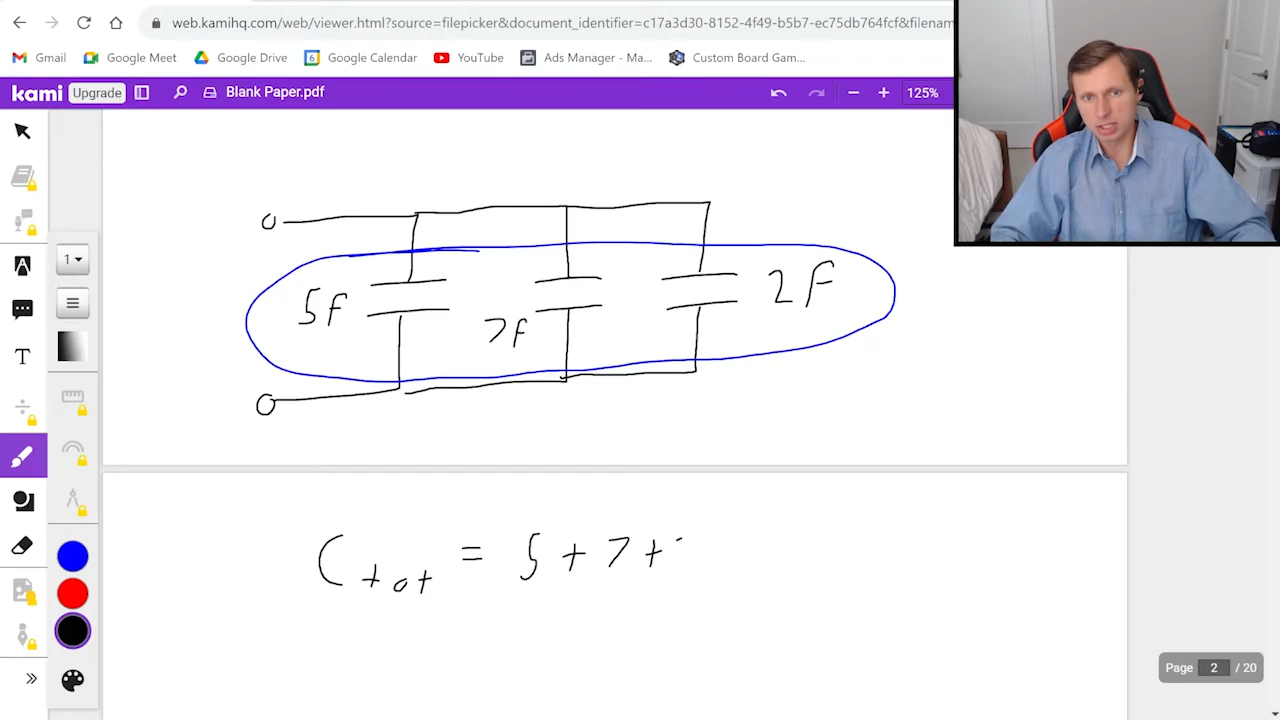 web.kamihq.com/web/viewer.html?source=filepicker&document_identifier=c17a3d30-8152-4f49-b5b7-ec75db764fcf&filenam
Gmail Google Meet Google Drive 6 Google Calendar YouTube Ads Manager - Ma... Custom Board Gam...
kami Upgrade Blank Paper.pdf 125%
5f 7f 2F
1
T
C tot = 5 + 7 +
Page 2 / 20